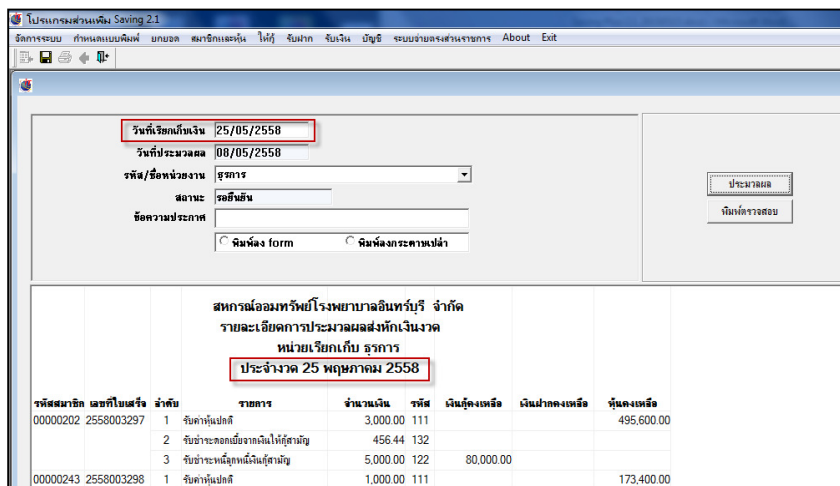 โปรแกรมส่วนเพิ่ม Saving 2.1
จัดการระบบ กำหนดแบบพิมพ์ ยกยอด สมาชิกและหุ้น ให้กู้ รับฝาก รับเงิน บัญชี ระบบจ่ายตรงส่วนราชการ About Exit
วันที่เรียกเก็บเงิน 25/05/2558
วันที่ประมวลผล 08/05/2558
รหัส/ชื่อหน่วยงาน ธุรการ
สถานะ รอยืนยัน
ข้อความประกาศ
พิมพ์ลง form พิมพ์ลงกระดาษเปล่า
ประมวลผล
พิมพ์ตรวจสอบ
สหกรณ์ออมทรัพย์โรงพยาบาลอินทร์บุรี จำกัด
รายละเอียดการประมวลผลส่งหักเงินงวด
หน่วยเรียกเก็บ ธุรการ
ประจำงวด 25 พฤษภาคม 2558
รหัสสมาชิก เลขที่ใบเสร็จ ลำดับ รายการ จำนวนเงิน รหัส เงินกู้คงเหลือ เงินฝากคงเหลือ หุ้นคงเหลือ
00000202 2558003297 1 รับค่าหุ้นปกติ 3,000.00 111 495,600.00
2 รับชำระดอกเบี้ยจากเงินให้กู้สามัญ 456.44 132
3 รับชำระหนี้ลูกหนี้เงินกู้สามัญ 5,000.00 122 80,000.00
00000243 2558003298 1 รับค่าหุ้นปกติ 1,000.00 111 173,400.00